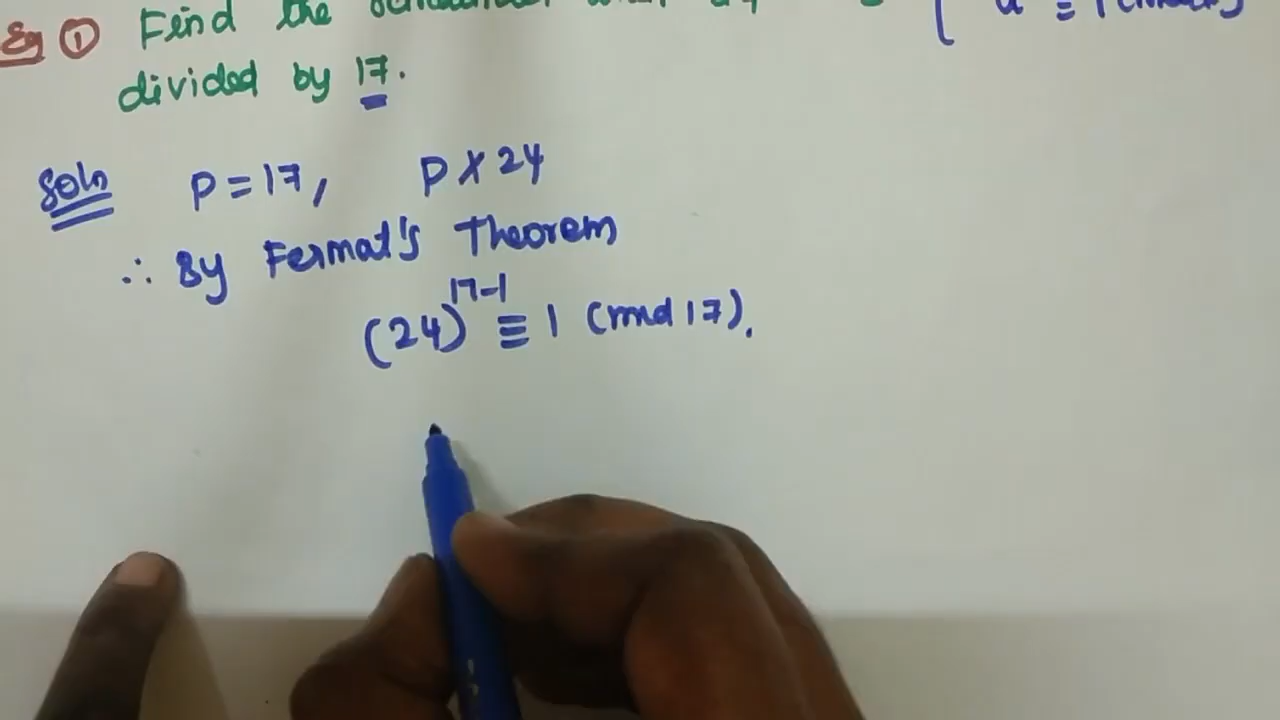 Eg ① Find the
divided by 17.
Soln P = 17, P ∤ 24
∴ By Fermat's Theorem
(24)¹⁷⁻¹ ≡ 1 (mod 17).